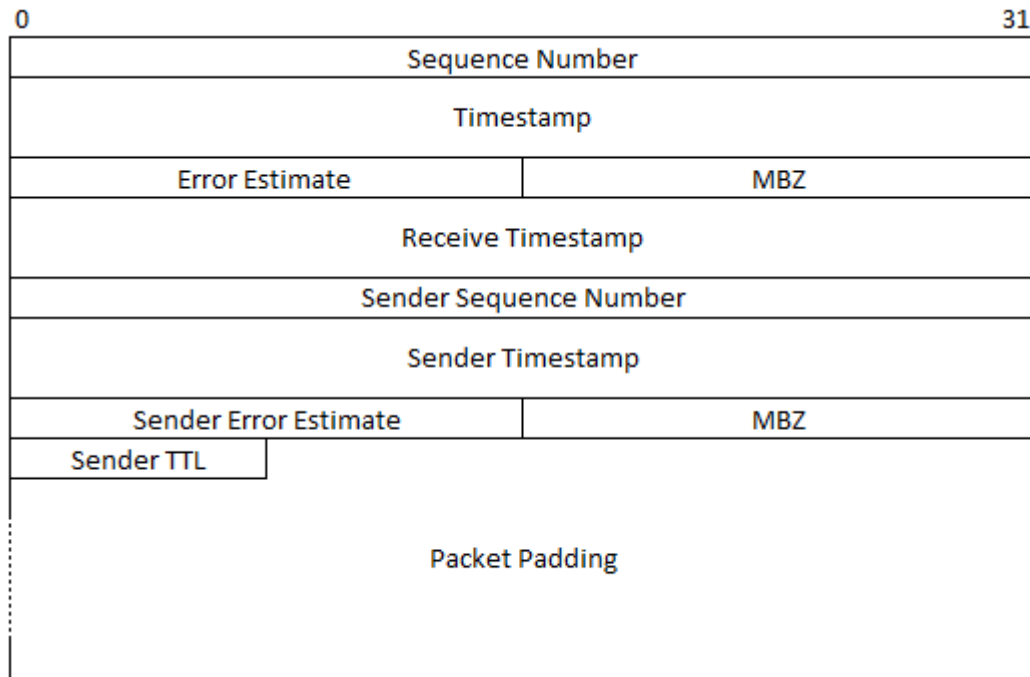 0 31
Sequence Number
Timestamp
Error Estimate MBZ
Receive Timestamp
Sender Sequence Number
Sender Timestamp
Sender Error Estimate MBZ
Sender TTL
Packet Padding